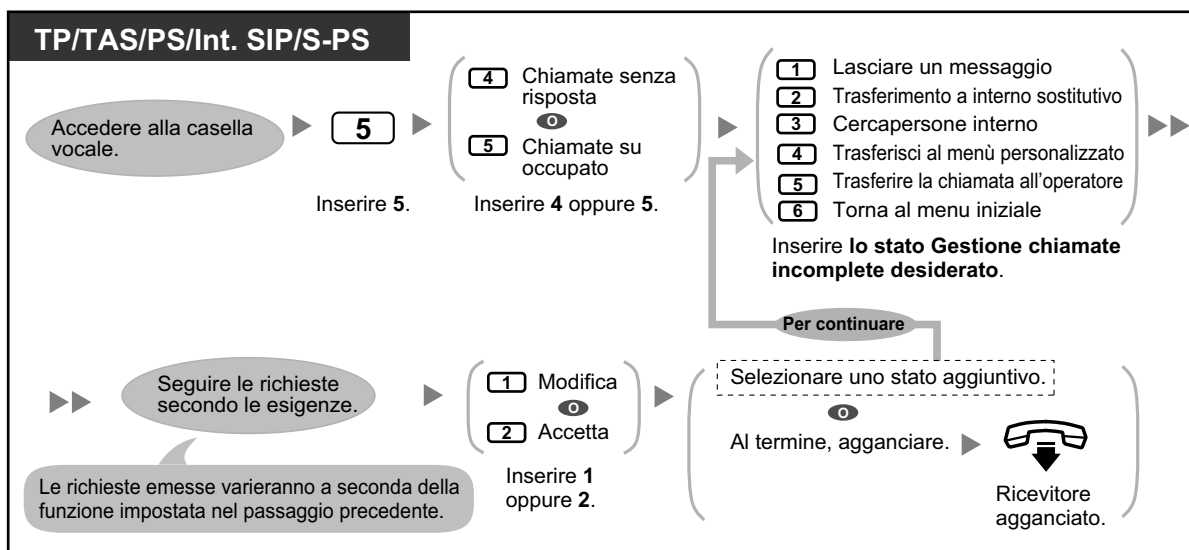 TP/TAS/PS/Int. SIP/S-PS
Accedere alla casella
vocale.
5
Inserire 5.
4 Chiamate senza
risposta
O
5 Chiamate su
occupato
Inserire 4 oppure 5.
1 Lasciare un messaggio
2 Trasferimento a interno sostitutivo
3 Cercapersone interno
4 Trasferisci al menù personalizzato
5 Trasferire la chiamata all'operatore
6 Torna al menu iniziale
Inserire lo stato Gestione chiamate
incomplete desiderato.
Per continuare
Seguire le richieste
secondo le esigenze.
Le richieste emesse varieranno a seconda della
funzione impostata nel passaggio precedente.
1 Modifica
O
2 Accetta
Inserire 1
oppure 2.
Selezionare uno stato aggiuntivo.
O
Al termine, agganciare.
Ricevitore
agganciato.